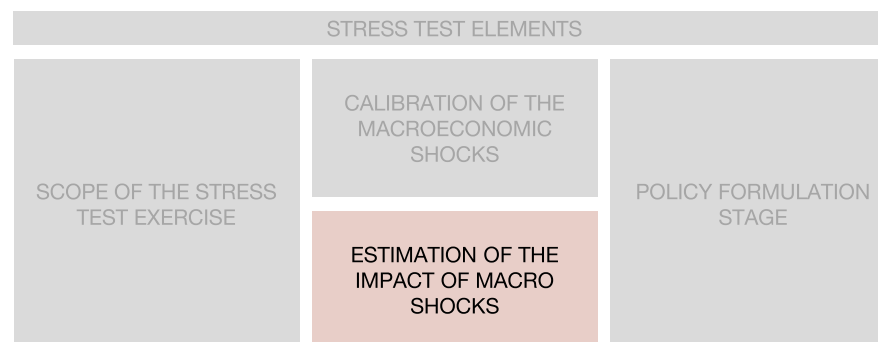 STRESS TEST ELEMENTS
SCOPE OF THE STRESS
TEST EXERCISE
CALIBRATION OF THE
MACROECONOMIC
SHOCKS
ESTIMATION OF THE
IMPACT OF MACRO
SHOCKS
POLICY FORMULATION
STAGE